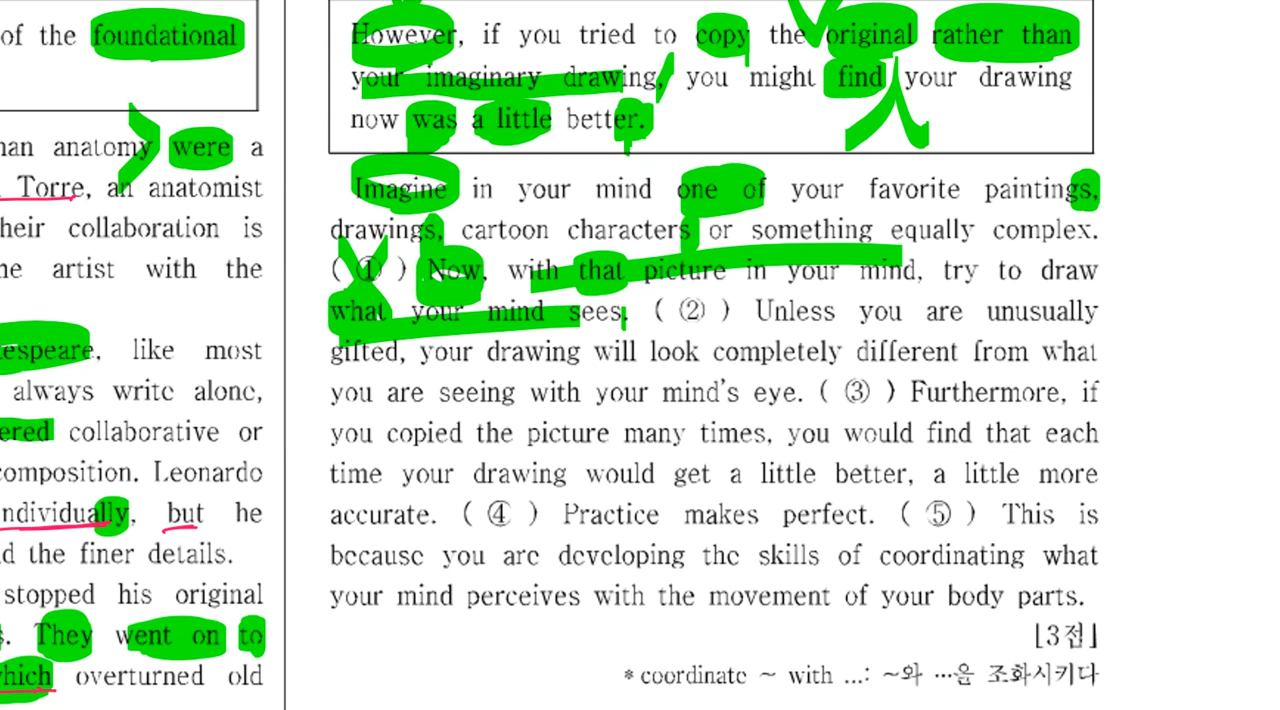 of the foundational
an anatomy were a
Torre, an anatomist
heir collaboration is
he artist with the
espeare, like most
always write alone,
ered collaborative or
composition. Leonardo
ndividually, but he
d the finer details.
stopped his original
s. They went on to
which overturned old
However, if you tried to copy the original rather than
your imaginary drawing, you might find your drawing
now was a little better.
Imagine in your mind one of your favorite paintings,
drawings, cartoon characters or something equally complex.
( ① ) Now, with that picture in your mind, try to draw
what your mind sees. ( ② ) Unless you are unusually
gifted, your drawing will look completely different from what
you are seeing with your mind's eye. ( ③ ) Furthermore, if
you copied the picture many times, you would find that each
time your drawing would get a little better, a little more
accurate. ( ④ ) Practice makes perfect. ( ⑤ ) This is
because you are developing the skills of coordinating what
your mind perceives with the movement of your body parts.
[3점]
* coordinate ~ with ...: ~와 …을 조화시키다